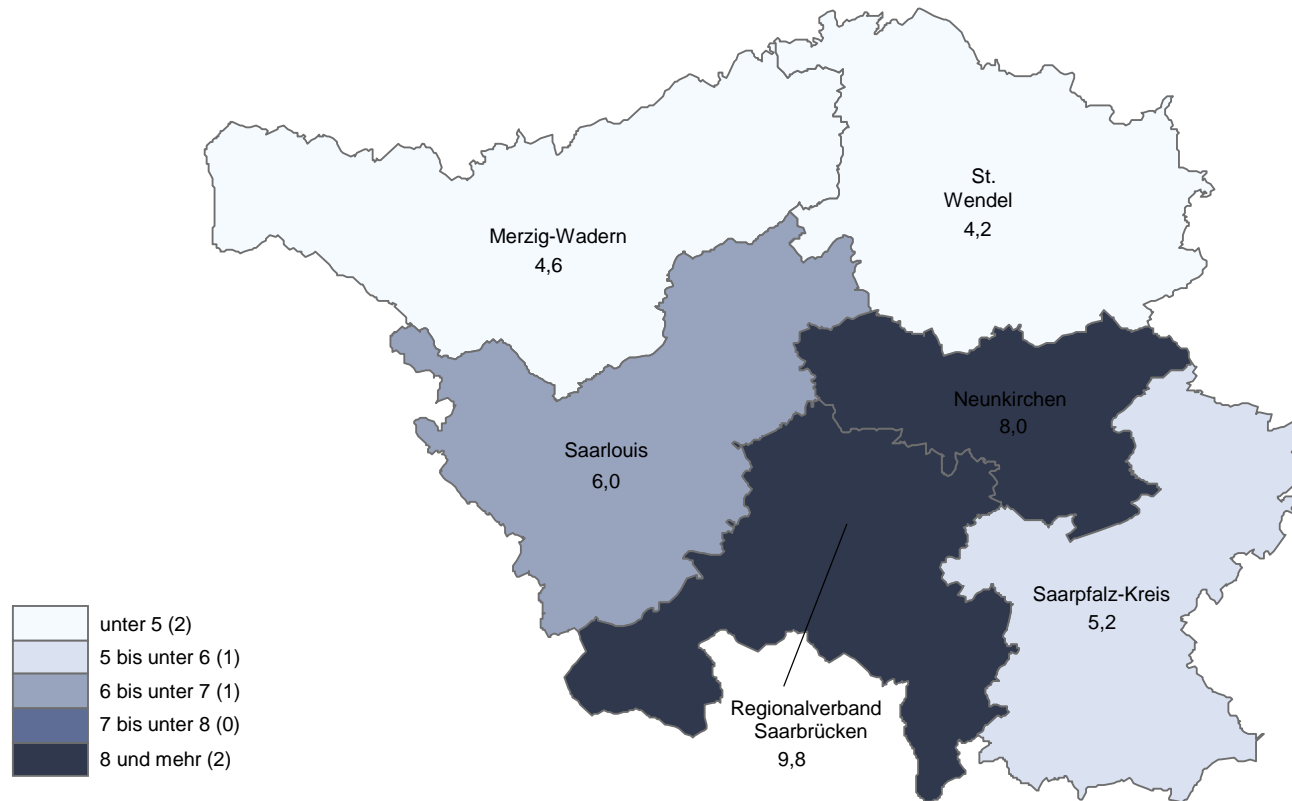 St.
Wendel
4,2
Merzig-Wadern
4,6
Neunkirchen
8,0
Saarlouis
6,0
Saarpfalz-Kreis
5,2
Regionalverband
Saarbrücken
9,8
unter 5 (2)
5 bis unter 6 (1)
6 bis unter 7 (1)
7 bis unter 8 (0)
8 und mehr (2)